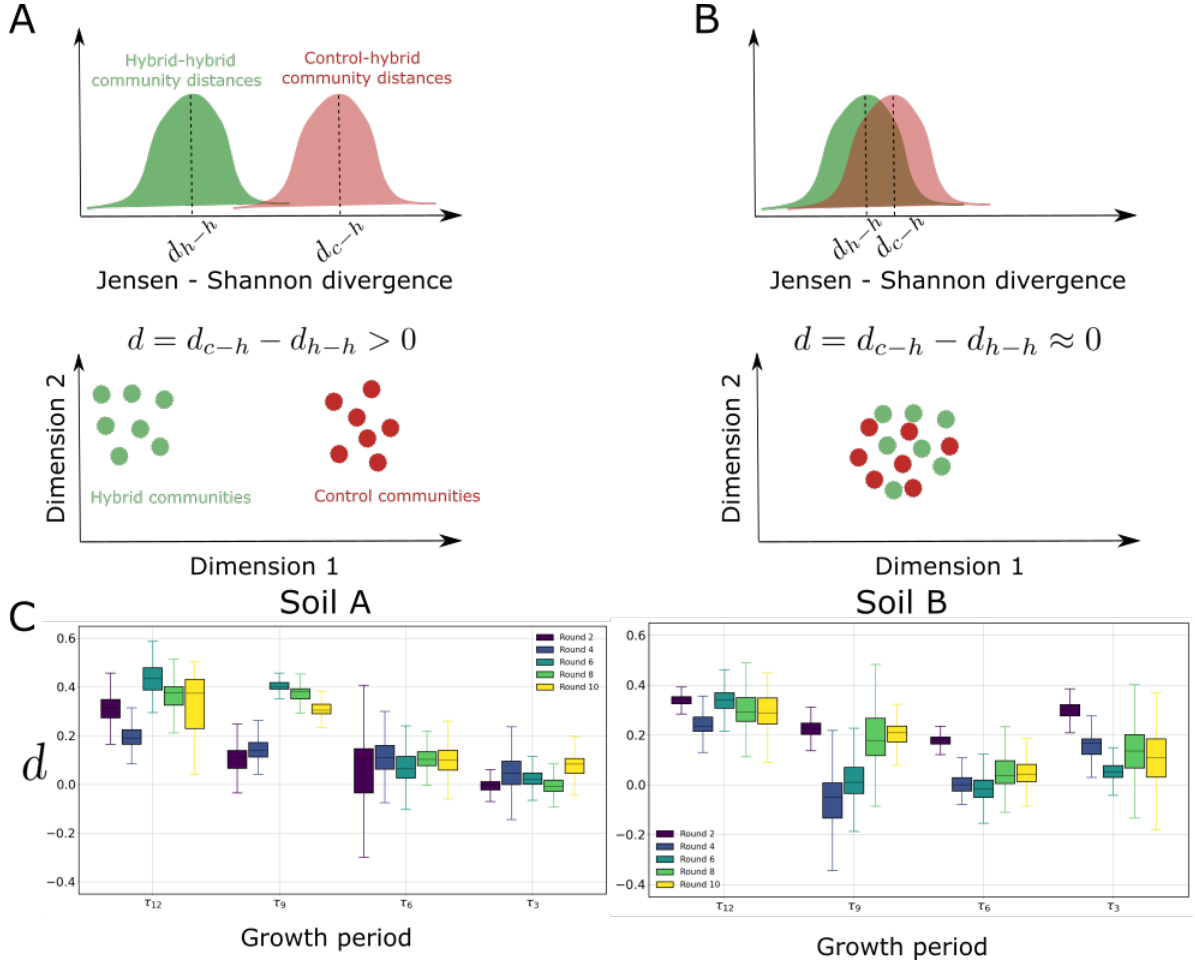 A
Hybrid-hybrid
community distances
Control-hybrid
community distances
d_{h-h}
d_{c-h}
Jensen - Shannon divergence
d = d_{c-h} - d_{h-h} > 0
Dimension 2
Hybrid communities
Control communities
Dimension 1
B
d_{h-h}
d_{c-h}
Jensen - Shannon divergence
d = d_{c-h} - d_{h-h} ≈ 0
Dimension 2
Dimension 1
C
Soil A
d
0.6
0.4
0.2
0.0
−0.2
−0.4
Round 2
Round 4
Round 6
Round 8
Round 10
τ12
τ9
τ6
τ3
Growth period
Soil B
0.6
0.4
0.2
0.0
−0.2
−0.4
Round 2
Round 4
Round 6
Round 8
Round 10
τ12
τ9
τ6
τ3
Growth period